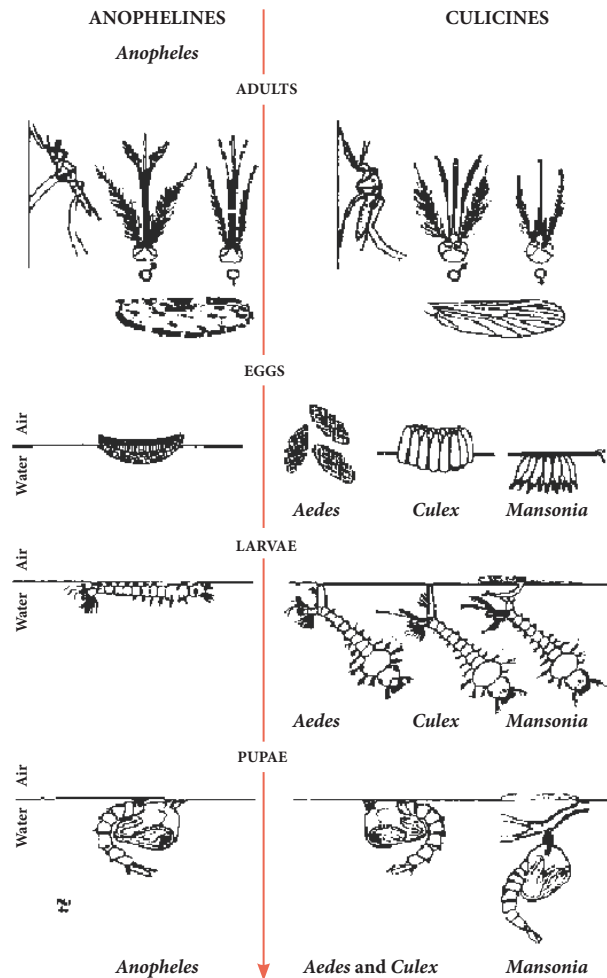 ANOPHELINES
CULICINES
Anopheles
ADULTS
♂
♀
♂
♀
EGGS
Air
Water
Aedes
Culex
Mansonia
LARVAE
Air
Water
Aedes
Culex
Mansonia
PUPAE
Air
Water
Anopheles
Aedes and Culex
Mansonia